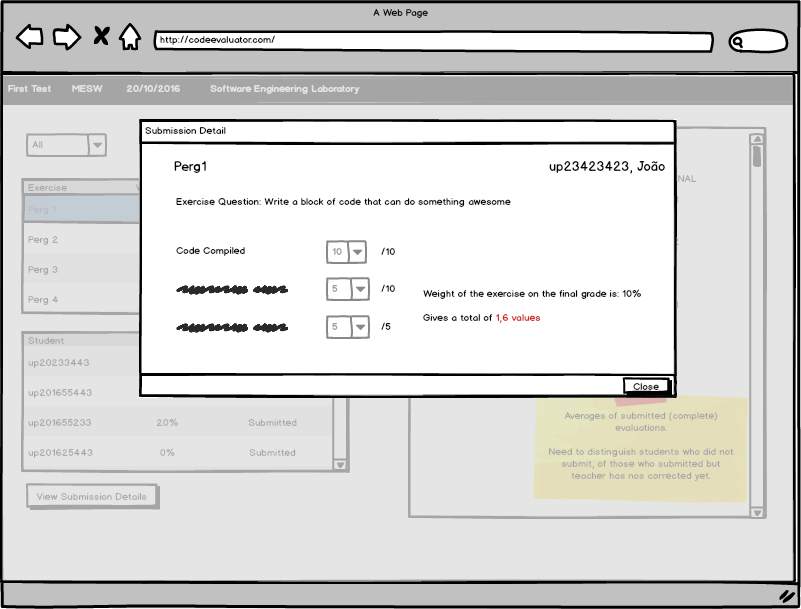 A Web Page
http://codeevaluator.com/
First Test MESW 20/10/2016 Software Engineering Laboratory
All
Submission Detail
Perg1 up23423423, João
Exercise Question: Write a block of code that can do something awesome
Code Compiled 10 /10
5 /10
5 /5
Weight of the exercise on the final grade is: 10%
Gives a total of 1,6 values
Close
Exercise
Perg 1
Perg 2
Perg 3
Perg 4
Student
up20233443
up201655443
up201655233 20% Submiitted
up201625443 0% Submitted
View Submission Details
Averages of submitted (complete)
evaluations.
Need to distinguish students who did not
submit, of those who submitted but
teacher has nos corrected yet.